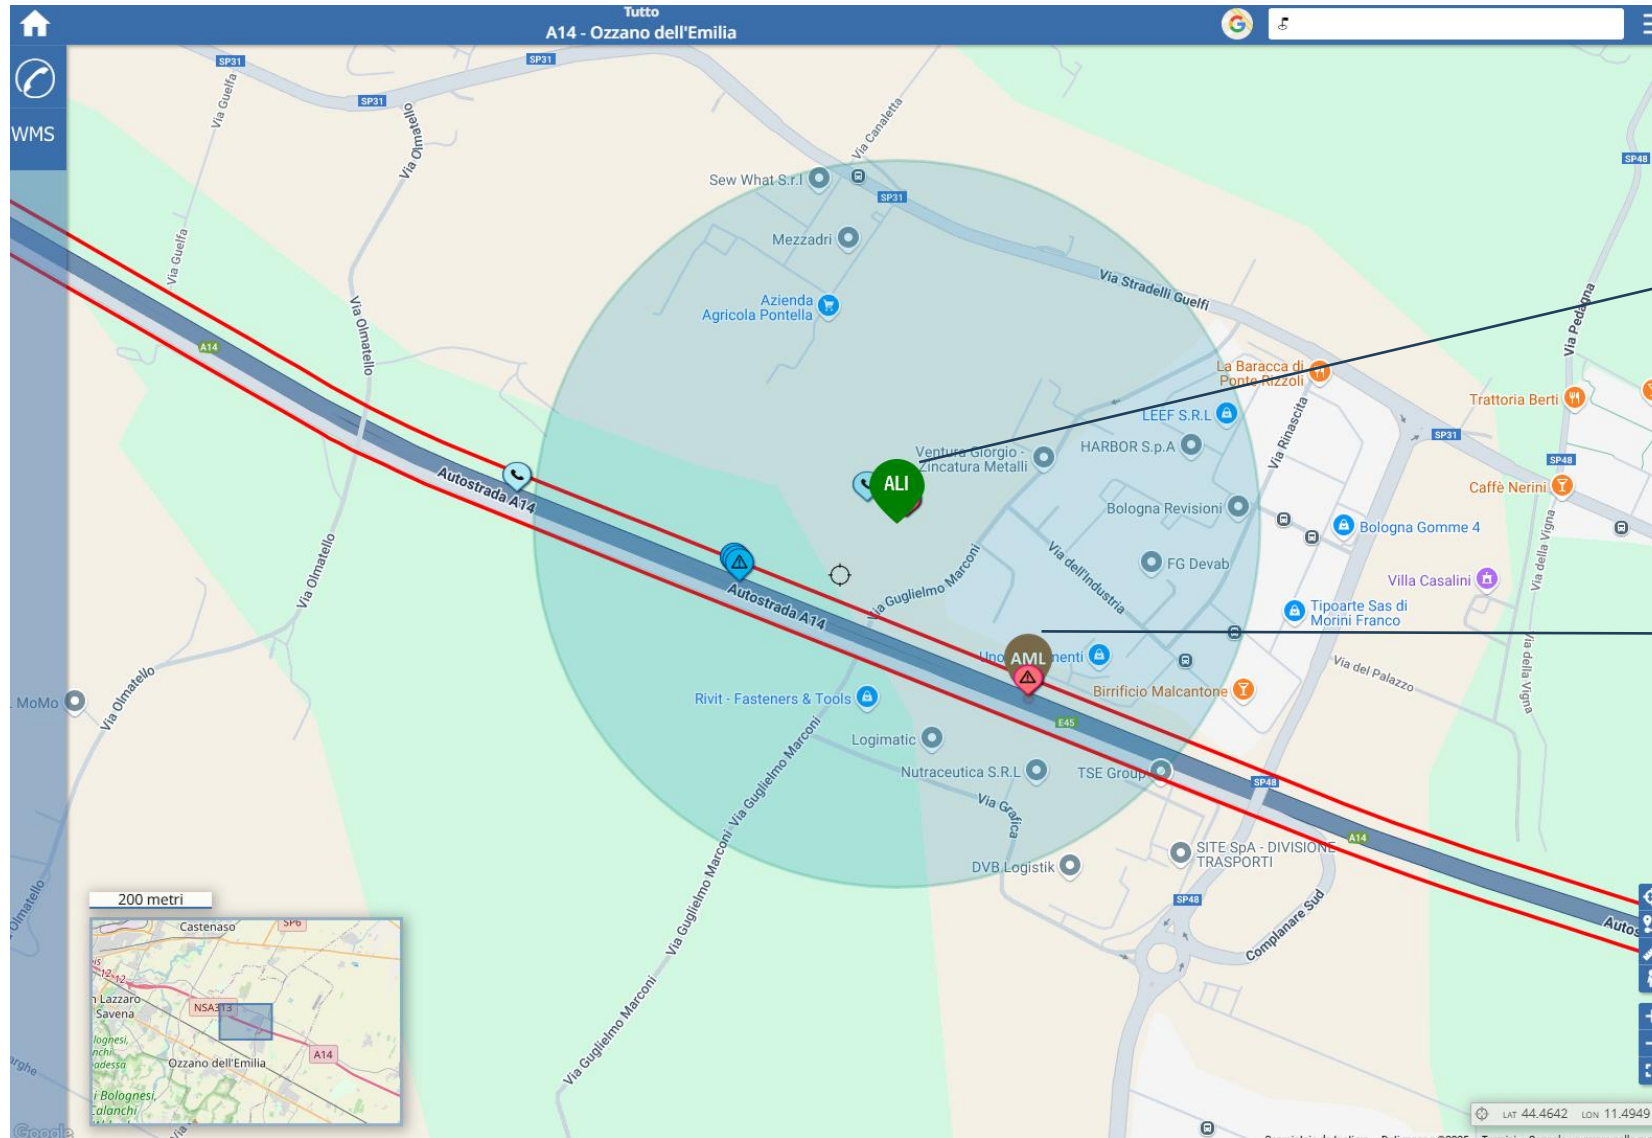 Tutto
A14 - Ozzano dell'Emilia
WMS
SP31
SP31
SP31
Via Guelfa
Via Olmatello
Via Canaletta
SP48
Sew What S.r.l
SP31
Mezzadri
Via Guelfa
Via Stradelli Guelfi
Azienda
Agricola Pontella
Via Olmatello
Via Pedagna
A14
La Baracca di
Ponte Rizzoli
Trattoria Berti
LEEF S.R.L
Via Rinascita
SP31
HARBOR S.p.A
Ventura Giorgio -
Zincatura Metalli
SP48
Autostrada A14
ALI
Caffè Nerini
Bologna Revisioni
Bologna Gomme 4
Via Olmatello
Via Guglielmo Marconi
Via dell'Industria
FG Devab
Via della Vigna
Villa Casalini
Autostrada A14
Tipoarte Sas di
Morini Franco
AML
Via del Palazzo
Via della Vigna
Via Olmatello
MoMo
Rivit - Fasteners & Tools
Birrificio Malcantone
E45
Logimatic
Nutraceutica S.R.L
TSE Group
SP48
Via Guglielmo Marconi
Via Guglielmo Marconi
Via Grafica
A14
SITE SpA - DIVISIONE
TRASPORTI
DVB Logistik
Olmatello
SP48
Via Guglielmo Marconi
Complanare Sud
Via Guglielmo Marconi
200 metri
Castenaso
SP6
NSA313
Lazzaro
Savena
A14
Ozzano dell'Emilia
i Bolognesi,
Calanchi
Google
LAT 44.4642 LON 11.4949